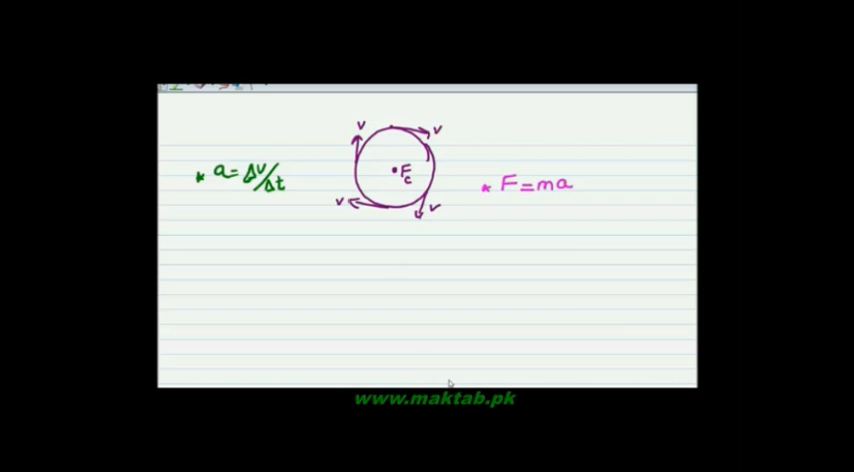 v
v
* a = Δv/Δt
Fc
* F = ma
v
v
www.maktab.pk